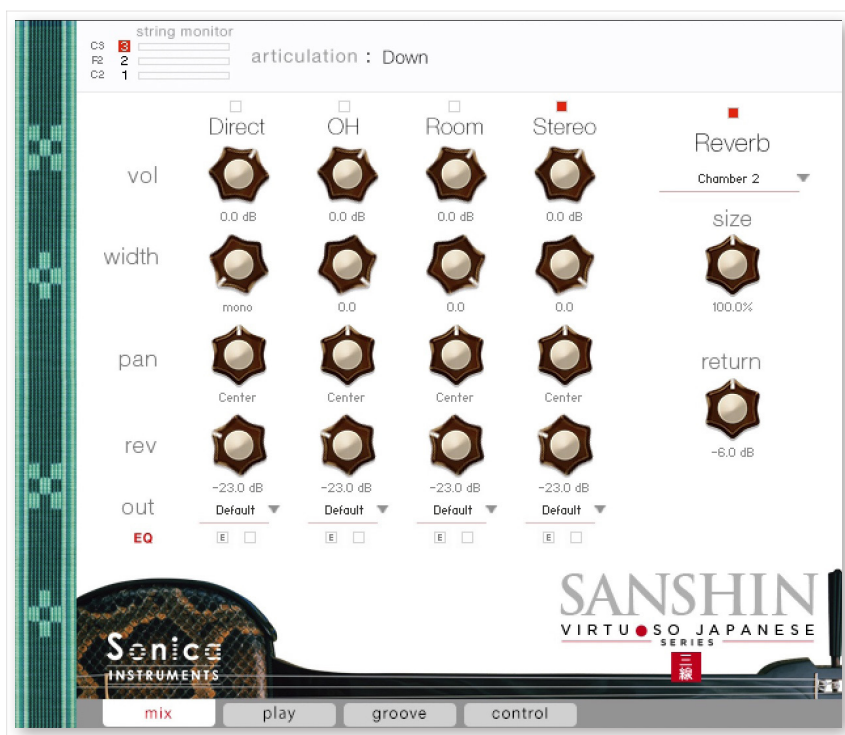 string monitor
C3 3
F2 2
C2 1
articulation : Down
Direct OH Room Stereo
Reverb
Chamber 2
vol
0.0 dB 0.0 dB 0.0 dB 0.0 dB
size
100.0%
width
mono 0.0 0.0 0.0
pan
Center Center Center Center
return
-6.0 dB
rev
-23.0 dB -23.0 dB -23.0 dB -23.0 dB
out Default Default Default Default
EQ E E E E
SANSHIN
VIRTUOSO JAPANESE
SERIES
三線
Sonica
INSTRUMENTS
mix play groove control